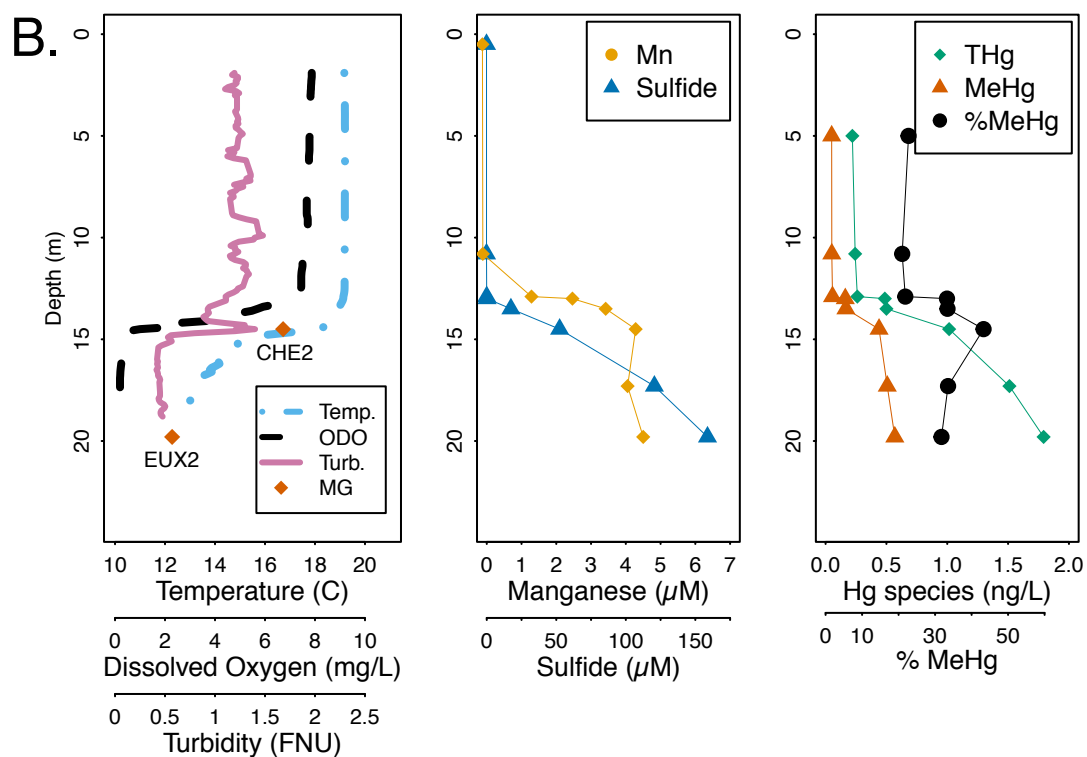 B.
Depth (m)
0
5
10
15
20
CHE2
EUX2
Temp.
ODO
Turb.
MG
10 12 14 16 18 20
Temperature (C)
0 2 4 6 8 10
Dissolved Oxygen (mg/L)
0 0.5 1 1.5 2 2.5
Turbidity (FNU)
0
5
10
15
20
Mn
Sulfide
0 1 2 3 4 5 6 7
Manganese (µM)
0 50 100 150
Sulfide (µM)
0
5
10
15
20
THg
MeHg
%MeHg
0.0 0.5 1.0 1.5 2.0
Hg species (ng/L)
0 10 30 50
% MeHg